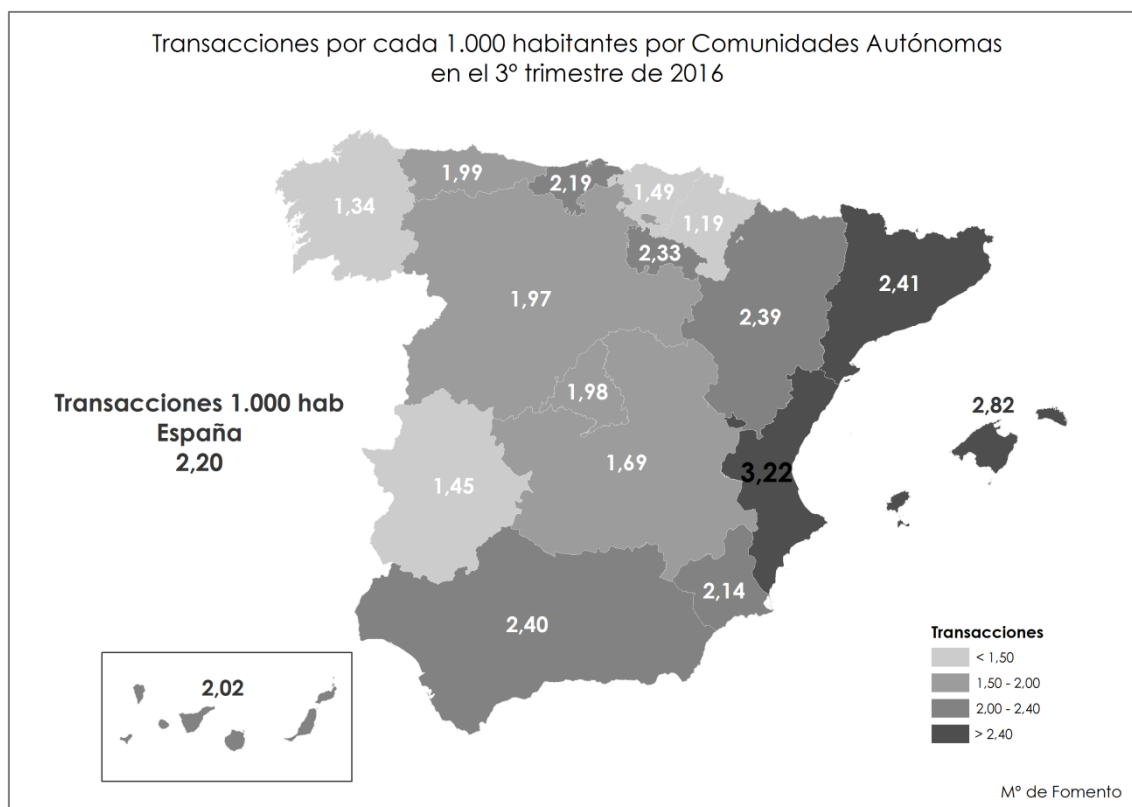 Transacciones por cada 1.000 habitantes por Comunidades Autónomas
en el 3º trimestre de 2016
1,99
2,19
1,49
1,34
1,19
2,33
2,41
1,97
2,39
1,98
Transacciones 1.000 hab
España
2,20
2,82
1,69
3,22
1,45
2,14
2,40
2,02
Transacciones
< 1,50
1,50 - 2,00
2,00 - 2,40
> 2,40
Mº de Fomento